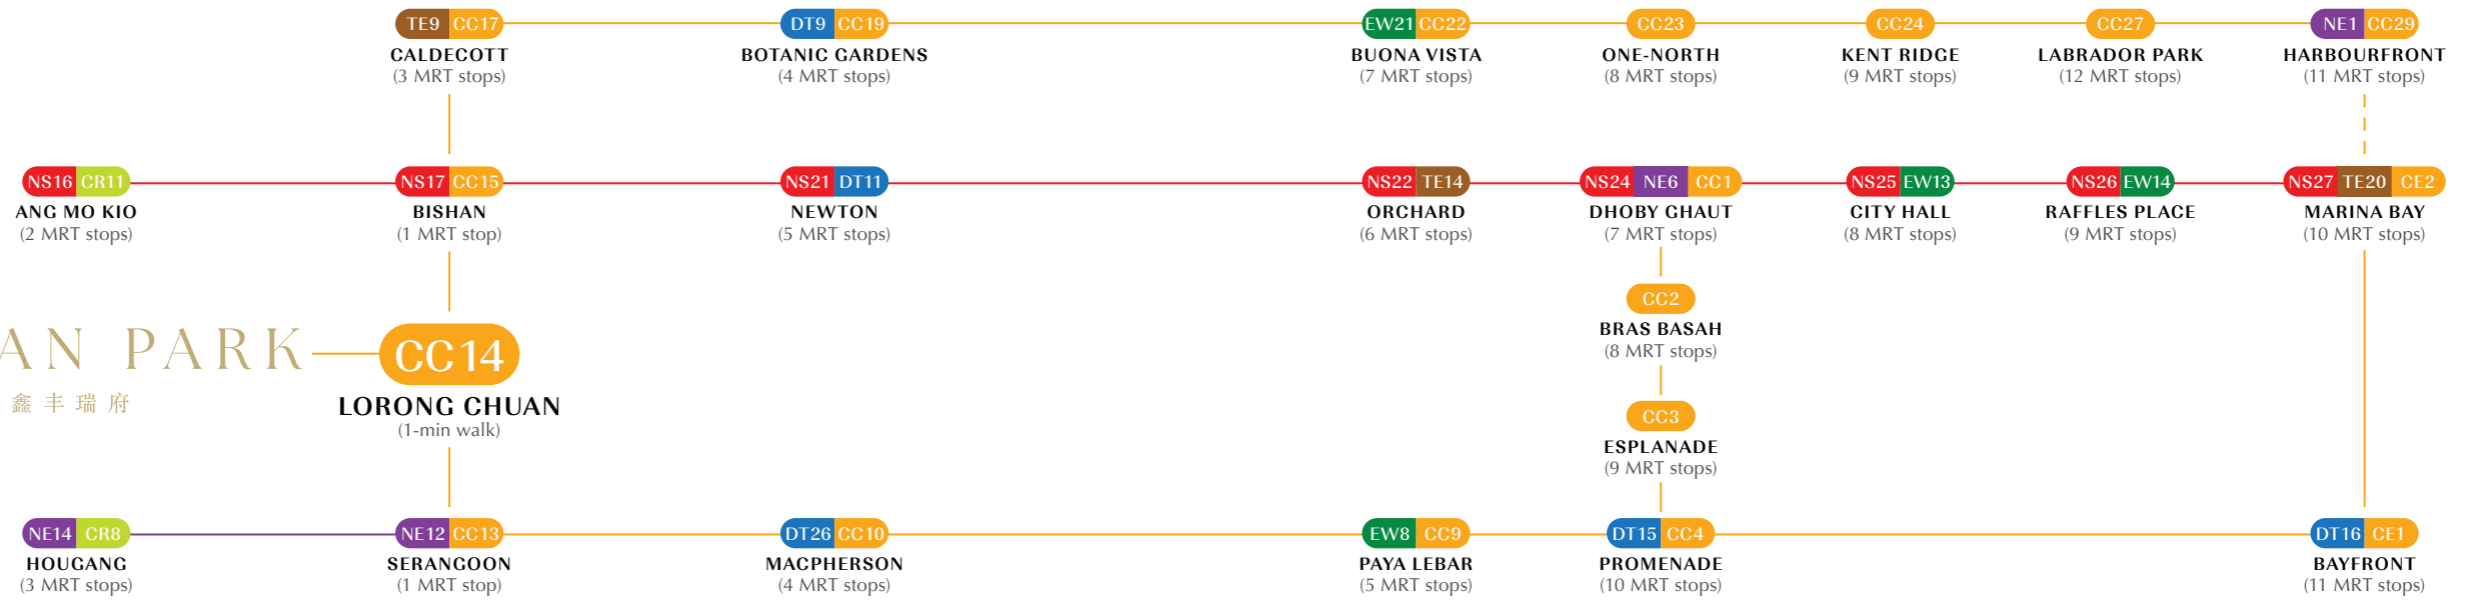 TE9 CC17
CALDECOTT
(3 MRT stops)
DT9 CC19
BOTANIC GARDENS
(4 MRT stops)
EW21 CC22
BUONA VISTA
(7 MRT stops)
CC23
ONE-NORTH
(8 MRT stops)
CC24
KENT RIDGE
(9 MRT stops)
CC27
LABRADOR PARK
(12 MRT stops)
NE1 CC29
HARBOURFRONT
(11 MRT stops)
NS16 CR11
ANG MO KIO
(2 MRT stops)
NS17 CC15
BISHAN
(1 MRT stop)
NS21 DT11
NEWTON
(5 MRT stops)
NS22 TE14
ORCHARD
(6 MRT stops)
NS24 NE6 CC1
DHOBY GHAUT
(7 MRT stops)
NS25 EW13
CITY HALL
(8 MRT stops)
NS26 EW14
RAFFLES PLACE
(9 MRT stops)
NS27 TE20 CE2
MARINA BAY
(10 MRT stops)
CC2
BRAS BASAH
(8 MRT stops)
AN PARK
鑫丰瑞府
CC14
LORONG CHUAN
(1-min walk)
CC3
ESPLANADE
(9 MRT stops)
NE14 CR8
HOUGANG
(3 MRT stops)
NE12 CC13
SERANGOON
(1 MRT stop)
DT26 CC10
MACPHERSON
(4 MRT stops)
EW8 CC9
PAYA LEBAR
(5 MRT stops)
DT15 CC4
PROMENADE
(10 MRT stops)
DT16 CE1
BAYFRONT
(11 MRT stops)